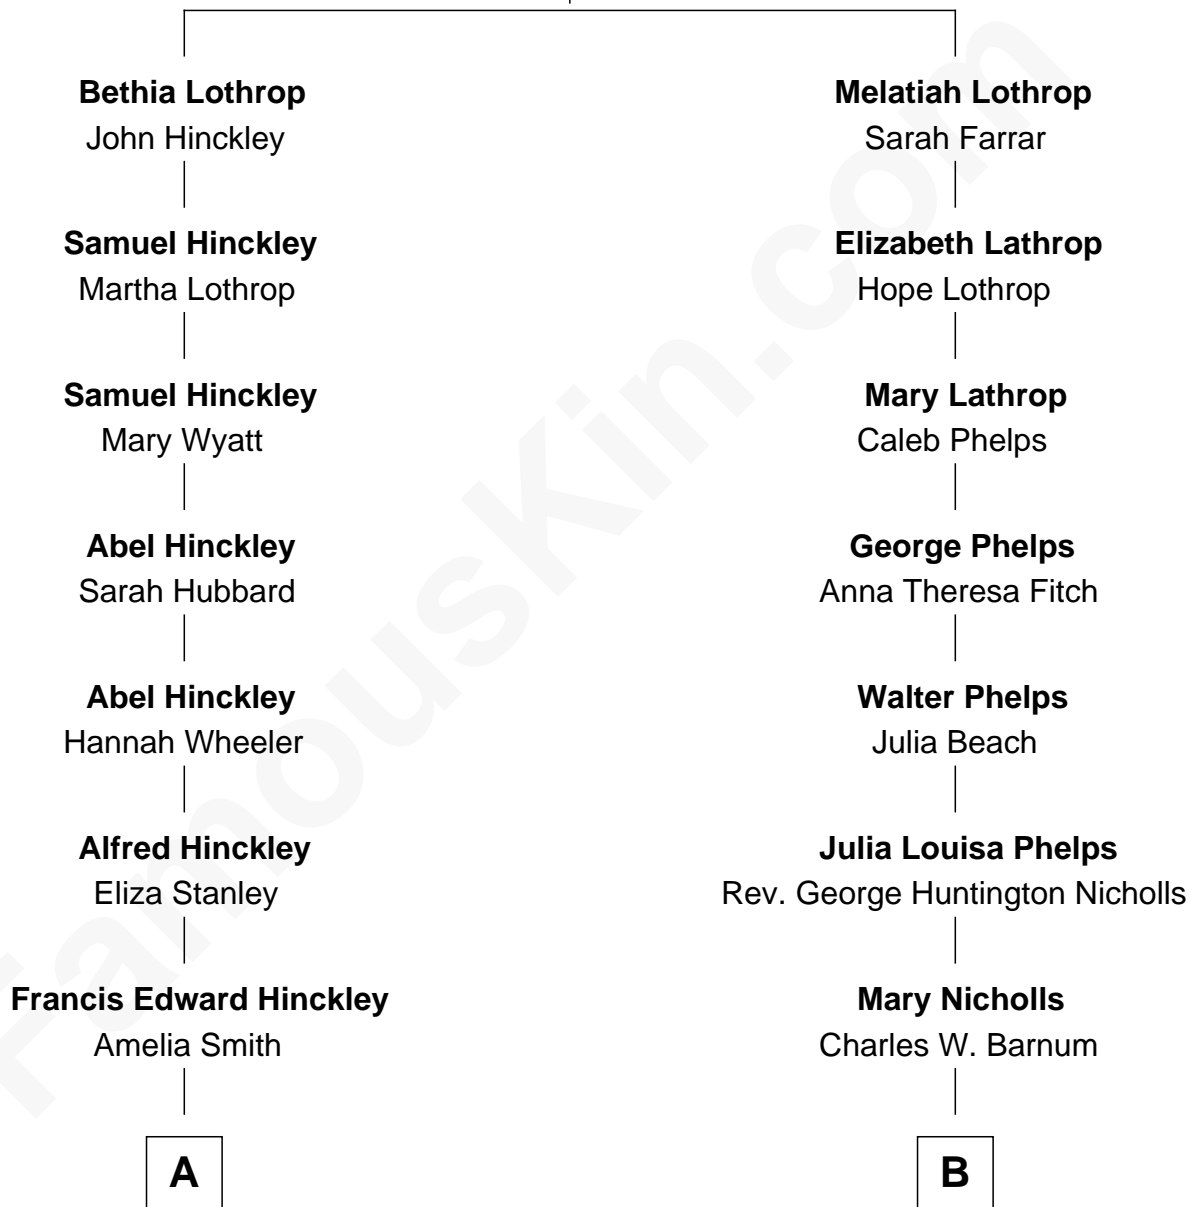 Bethia Lothrop
John Hinckley
Melatiah Lothrop
Sarah Farrar
Samuel Hinckley
Martha Lothrop
Elizabeth Lathrop
Hope Lothrop
Samuel Hinckley
Mary Wyatt
Mary Lathrop
Caleb Phelps
Abel Hinckley
Sarah Hubbard
George Phelps
Anna Theresa Fitch
Abel Hinckley
Hannah Wheeler
Walter Phelps
Julia Beach
Alfred Hinckley
Eliza Stanley
Julia Louisa Phelps
Rev. George Huntington Nicholls
Francis Edward Hinckley
Amelia Smith
Mary Nicholls
Charles W. Barnum
A
B
FamousKin.com